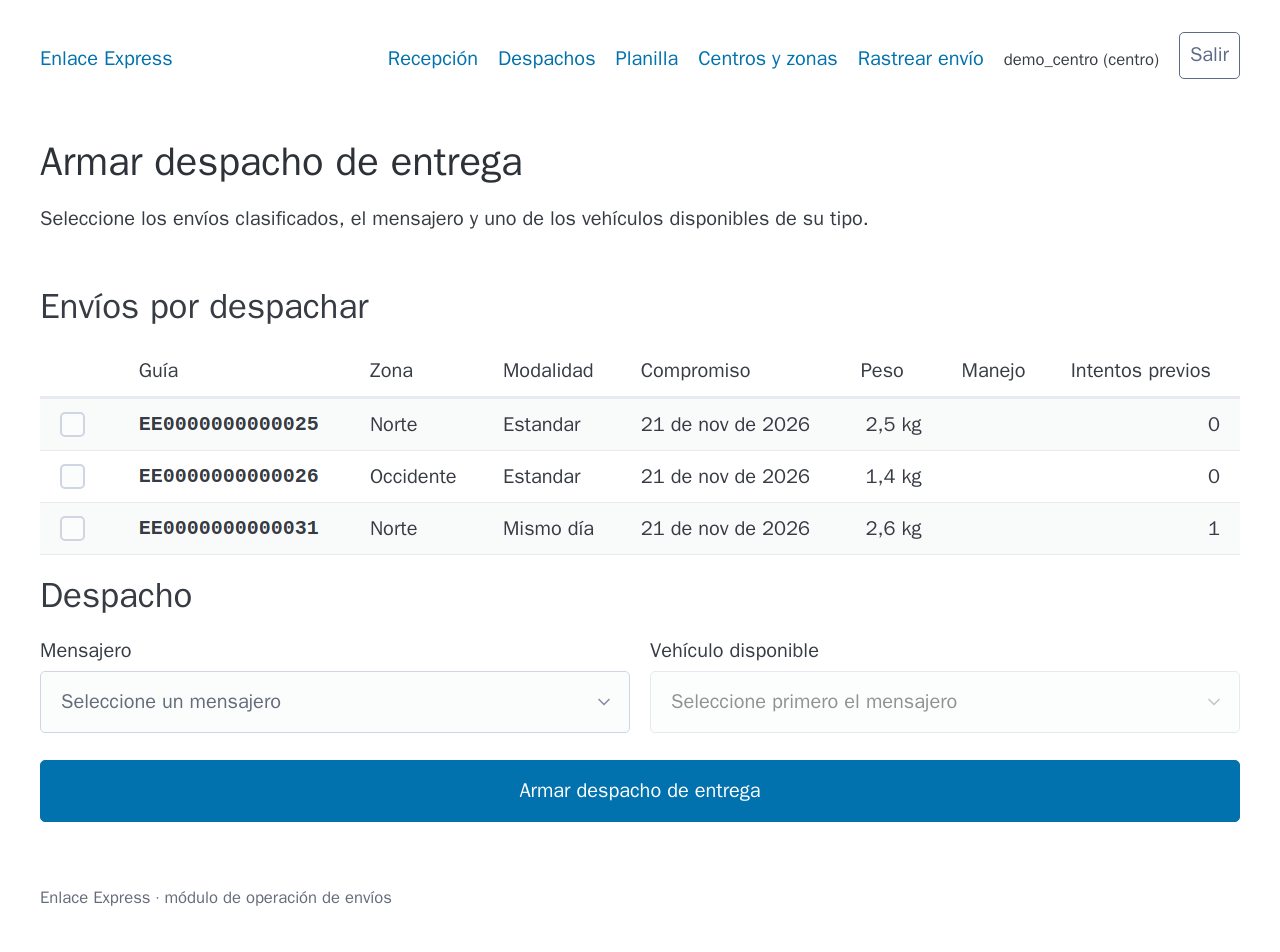 Enlace Express Recepción Despachos Planilla Centros y zonas Rastrear envío demo_centro (centro) Salir
Armar despacho de entrega
Seleccione los envíos clasificados, el mensajero y uno de los vehículos disponibles de su tipo.
Envíos por despachar
Guía Zona Modalidad Compromiso Peso Manejo Intentos previos
EE0000000000025 Norte Estandar 21 de nov de 2026 2,5 kg 0
EE0000000000026 Occidente Estandar 21 de nov de 2026 1,4 kg 0
EE0000000000031 Norte Mismo día 21 de nov de 2026 2,6 kg 1
Despacho
Mensajero Vehículo disponible
Seleccione un mensajero Seleccione primero el mensajero
Armar despacho de entrega
Enlace Express · módulo de operación de envíos